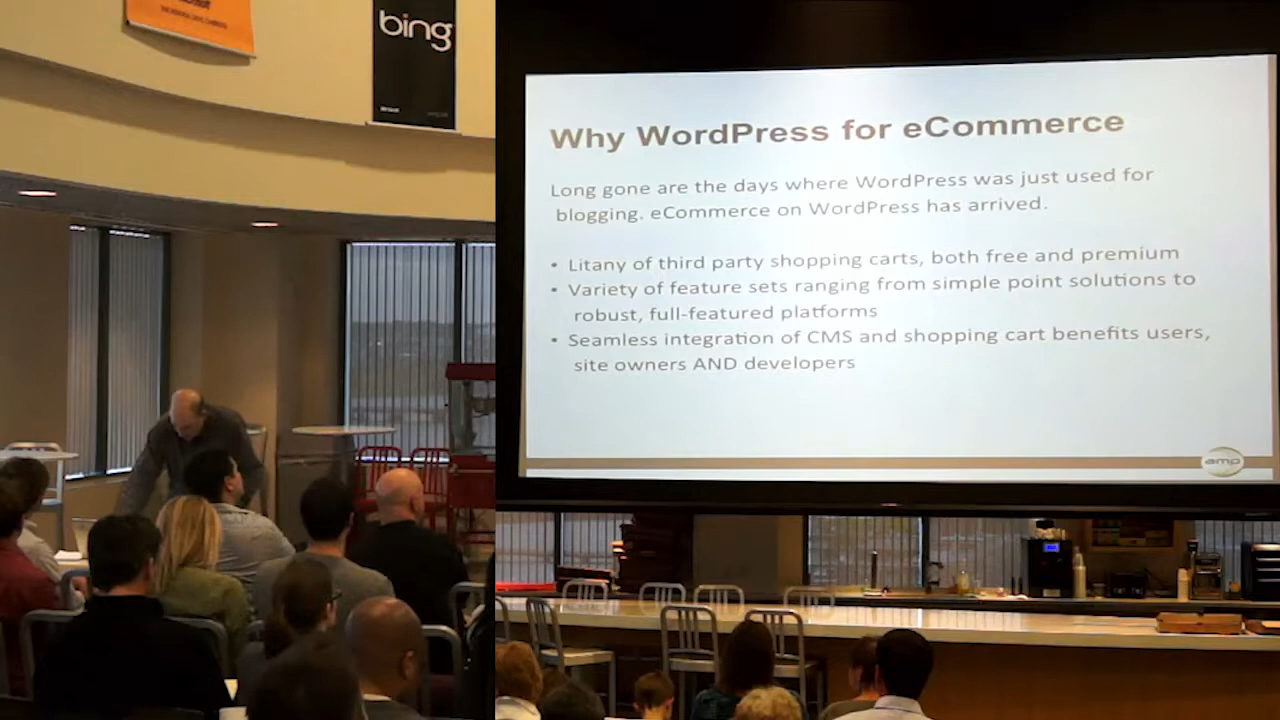 Microsoft
bing
Why WordPress for eCommerce
Long gone are the days where WordPress was just used for
blogging. eCommerce on WordPress has arrived.
• Litany of third party shopping carts, both free and premium
• Variety of feature sets ranging from simple point solutions to
robust, full-featured platforms
• Seamless integration of CMS and shopping cart benefits users,
site owners AND developers
amp